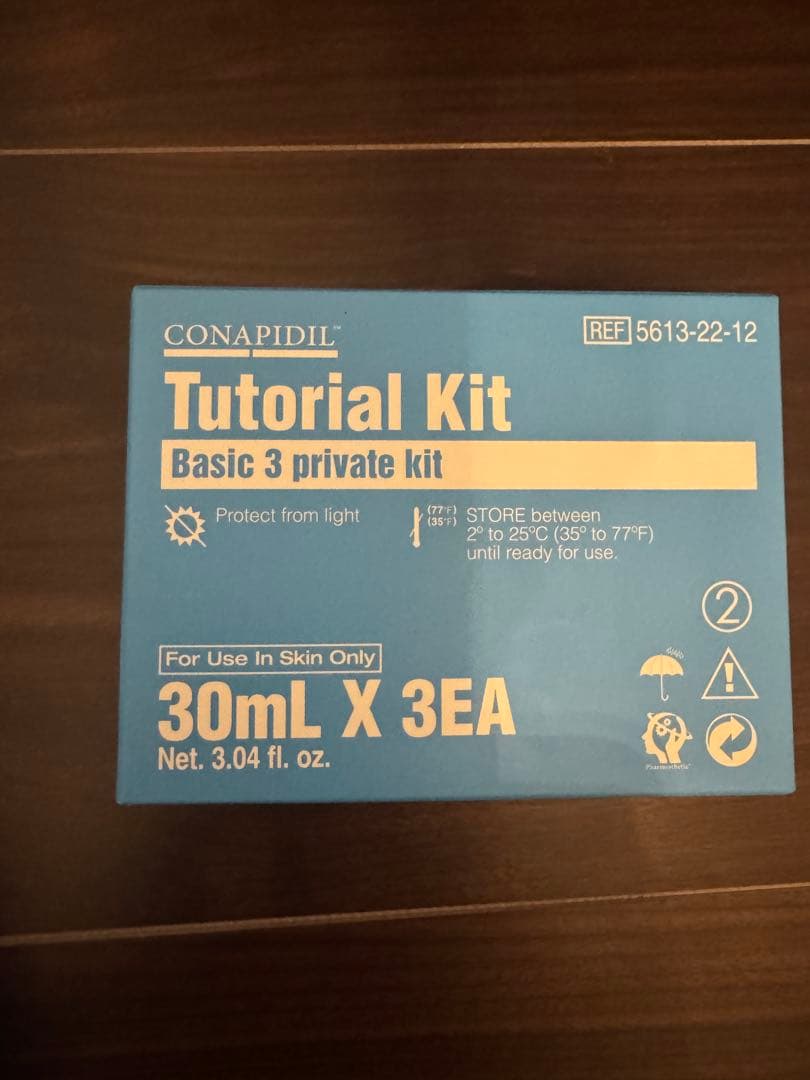 CONAPIDIL™
REF 5613-22-12
Tutorial Kit
Basic 3 private kit
Protect from light
(77°F)
(35°F)
STORE between
2° to 25°C (35° to 77°F)
until ready for use.
2
For Use In Skin Only
30mL X 3EA
Net. 3.04 fl. oz.
Pharmesthetic™